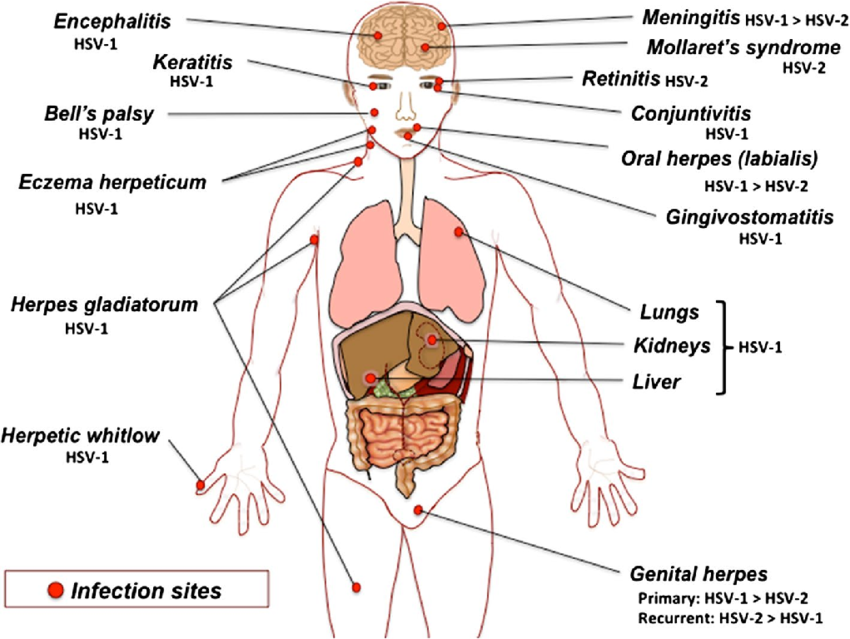 Encephalitis
HSV-1
Keratitis
HSV-1
Bell's palsy
HSV-1
Eczema herpeticum
HSV-1
Herpes gladiatorum
HSV-1
Herpetic whitlow
HSV-1
Infection sites
Meningitis HSV-1 > HSV-2
Mollaret's syndrome
HSV-2
Retinitis HSV-2
Conjuntivitis
HSV-1
Oral herpes (labialis)
HSV-1 > HSV-2
Gingivostomatitis
HSV-1
Lungs
Kidneys HSV-1
Liver
Genital herpes
Primary: HSV-1 > HSV-2
Recurrent: HSV-2 > HSV-1